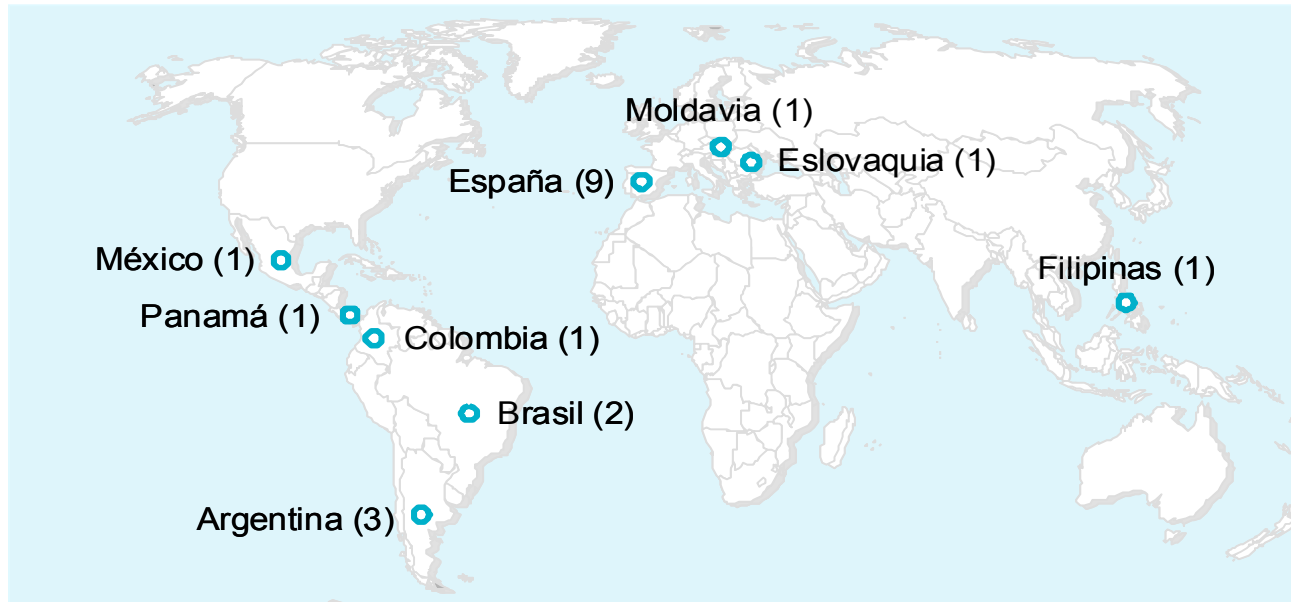 Moldavia (1)
Eslovaquia (1)
España (9)
México (1)
Filipinas (1)
Panamá (1)
Colombia (1)
Brasil (2)
Argentina (3)